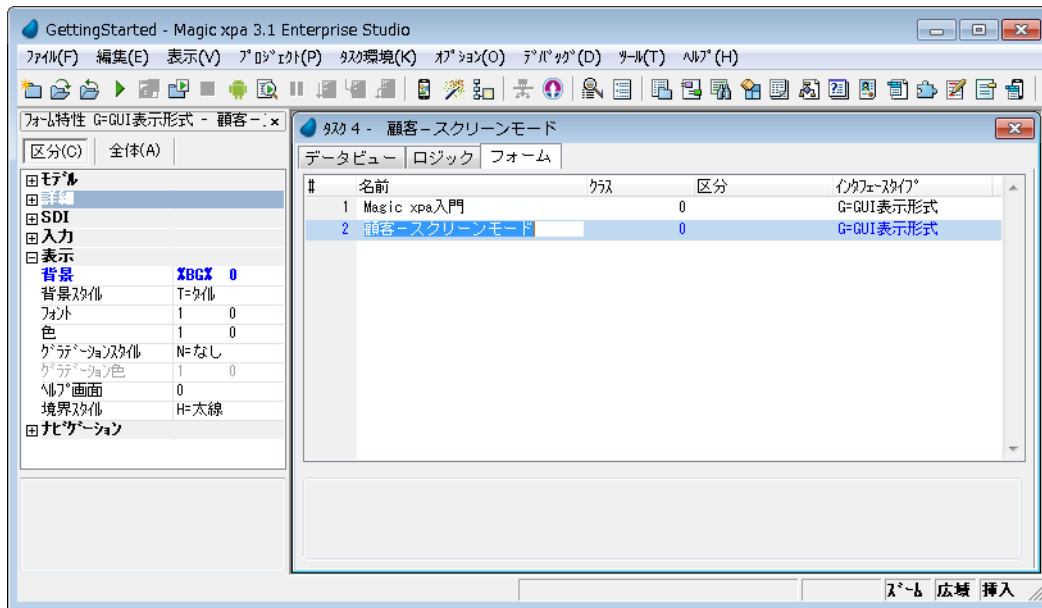 GettingStarted - Magic xpa 3.1 Enterprise Studio
ﾌｧｲﾙ(F) 編集(E) 表示(V) ﾌﾟﾛｼﾞｪｸﾄ(P) ﾀｽｸ環境(K) ｵﾌﾟｼｮﾝ(O) ﾃﾞﾊﾞｯｸﾞ(D) ﾂｰﾙ(T) ﾍﾙﾌﾟ(H)
ﾌｫｰﾑ特性 G=GUI表示形式 - 顧客－
区分(C) 全体(A)
ﾓﾃﾞﾙ
詳細
SDI
入力
表示
背景 %BG% 0
背景ｽﾀｲﾙ T=ﾀｲﾙ
ﾌｫﾝﾄ 1 0
色 1 0
ｸﾞﾗﾃﾞｰｼｮﾝｽﾀｲﾙ N=なし
ｸﾞﾗﾃﾞｰｼｮﾝ色 1 0
ﾍﾙﾌﾟ画面 0
境界ｽﾀｲﾙ H=太線
ﾅﾋﾞｹﾞｰｼｮﾝ
ﾀｽｸ 4 - 顧客－スクリーンモード
データビュー ロジック フォーム
# 名前 ｸﾗｽ 区分 ｲﾝﾀﾌｪｰｽﾀｲﾌﾟ
1 Magic xpa入門 0 G=GUI表示形式
2 顧客－スクリーンモード 0 G=GUI表示形式
ｽﾞｰﾑ 広域 挿入